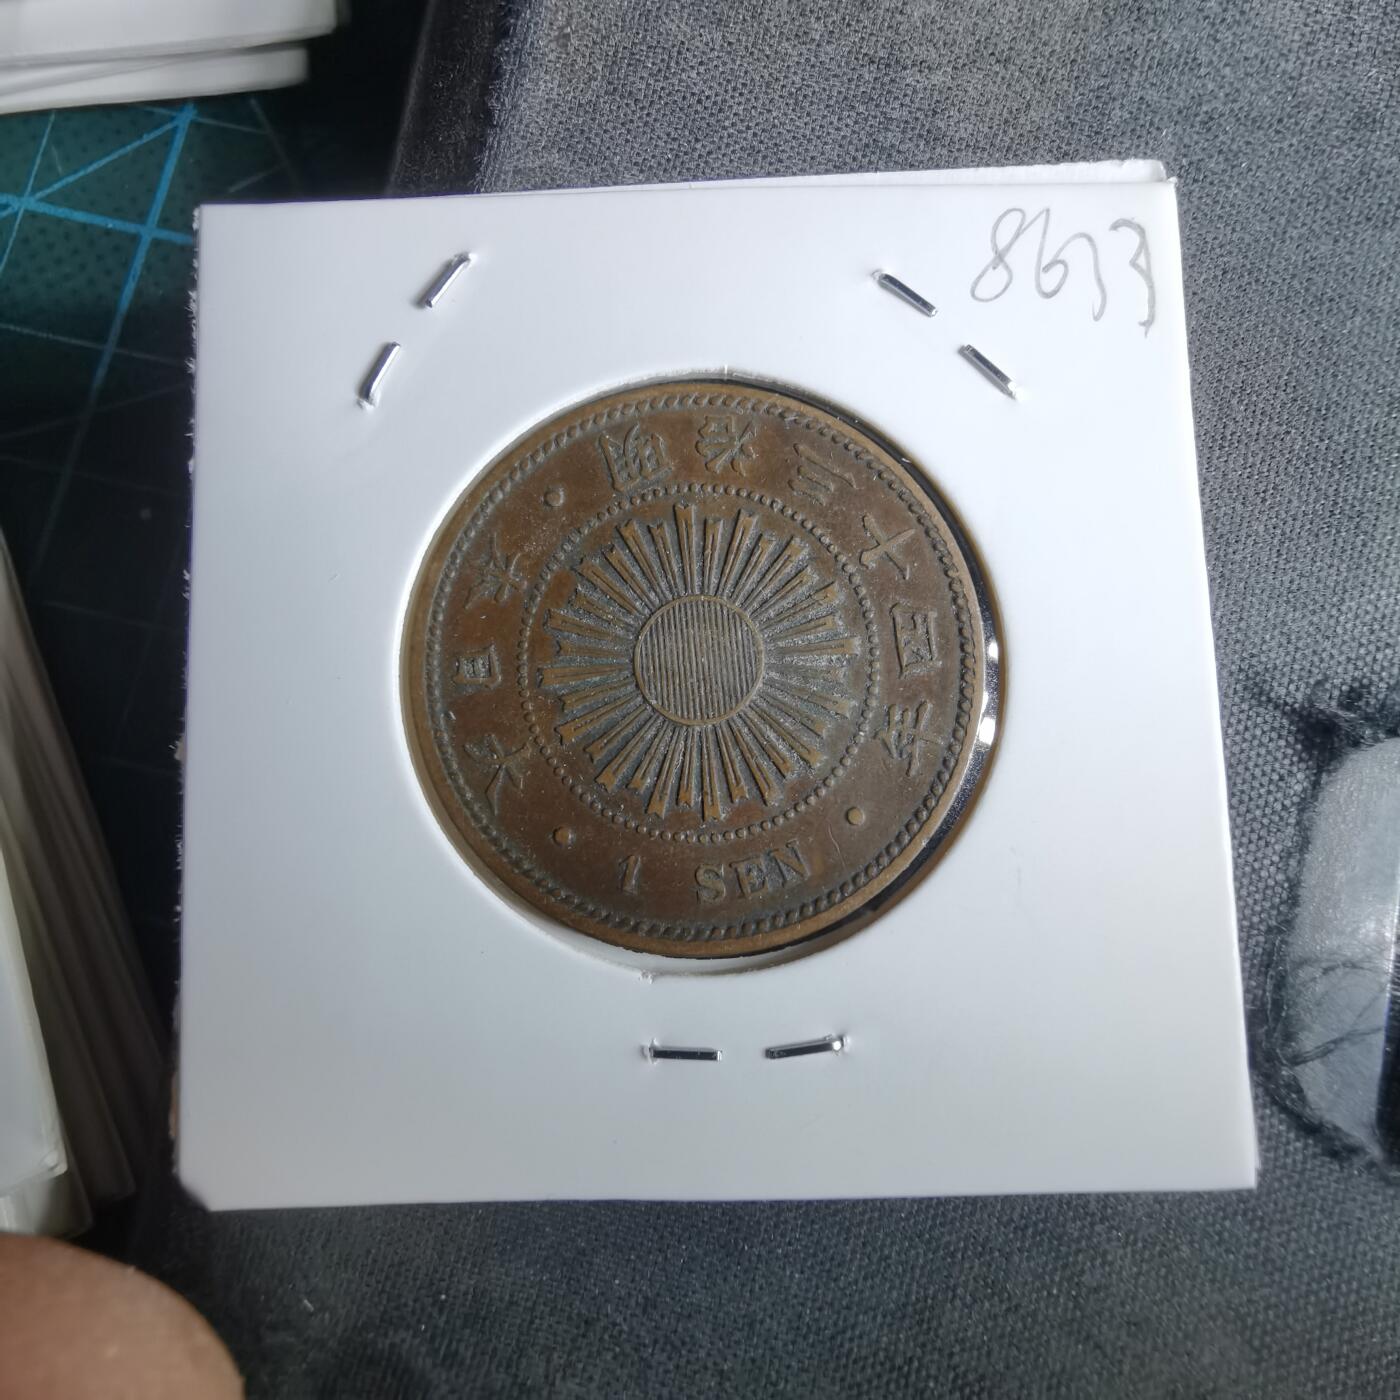 8633
大日本 · 明治三十四年 ·
· 1 SEN ·